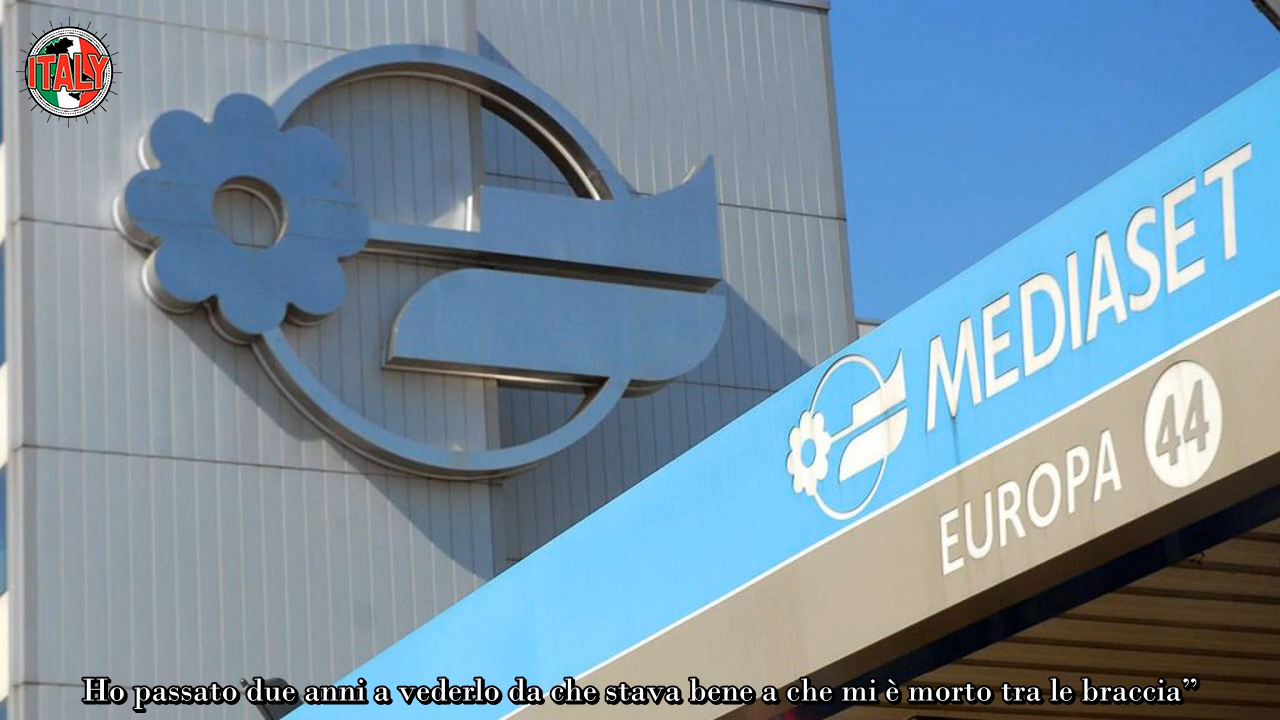 ITALY
MEDIASET
EUROPA 44
Ho passato due anni a vederlo da che stava bene a che mi è morto tra le braccia”